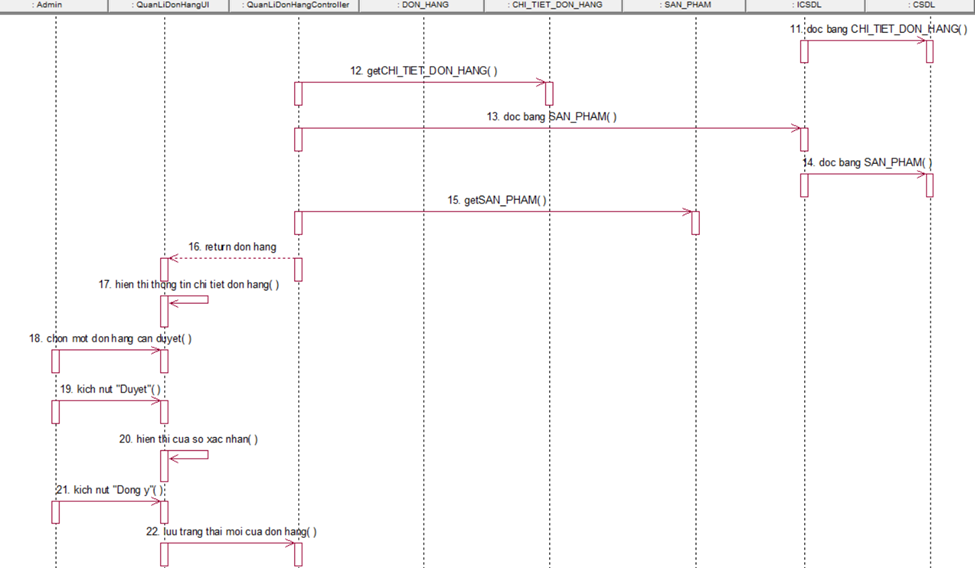 : Admin
: QuanLiDonHangUI
: QuanLiDonHangController
: DON_HANG
: CHI_TIET_DON_HANG
: SAN_PHAM
: ICSDL
: CSDL
11. doc bang CHI_TIET_DON_HANG( )
12. getCHI_TIET_DON_HANG( )
13. doc bang SAN_PHAM( )
14. doc bang SAN_PHAM( )
15. getSAN_PHAM( )
16. return don hang
17. hien thi thong tin chi tiet don hang( )
18. chon mot don hang can duyet( )
19. kich nut "Duyet"( )
20. hien thi cua so xac nhan( )
21. kich nut "Dong y"( )
22. luu trang thai moi cua don hang( )